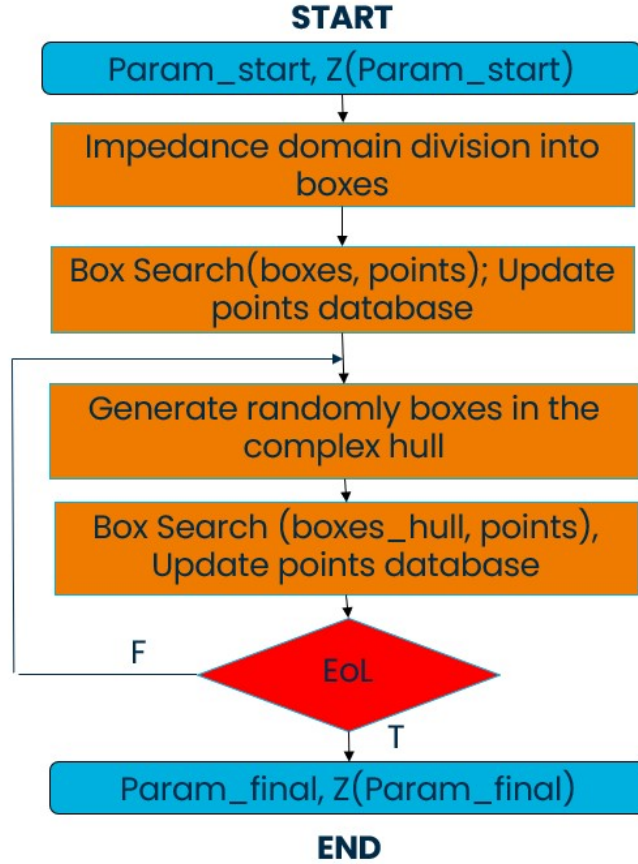 START
Param_start, Z(Param_start)
Impedance domain division into
boxes
Box Search(boxes, points); Update
points database
Generate randomly boxes in the
complex hull
Box Search (boxes_hull, points),
Update points database
F
EoL
T
Param_final, Z(Param_final)
END